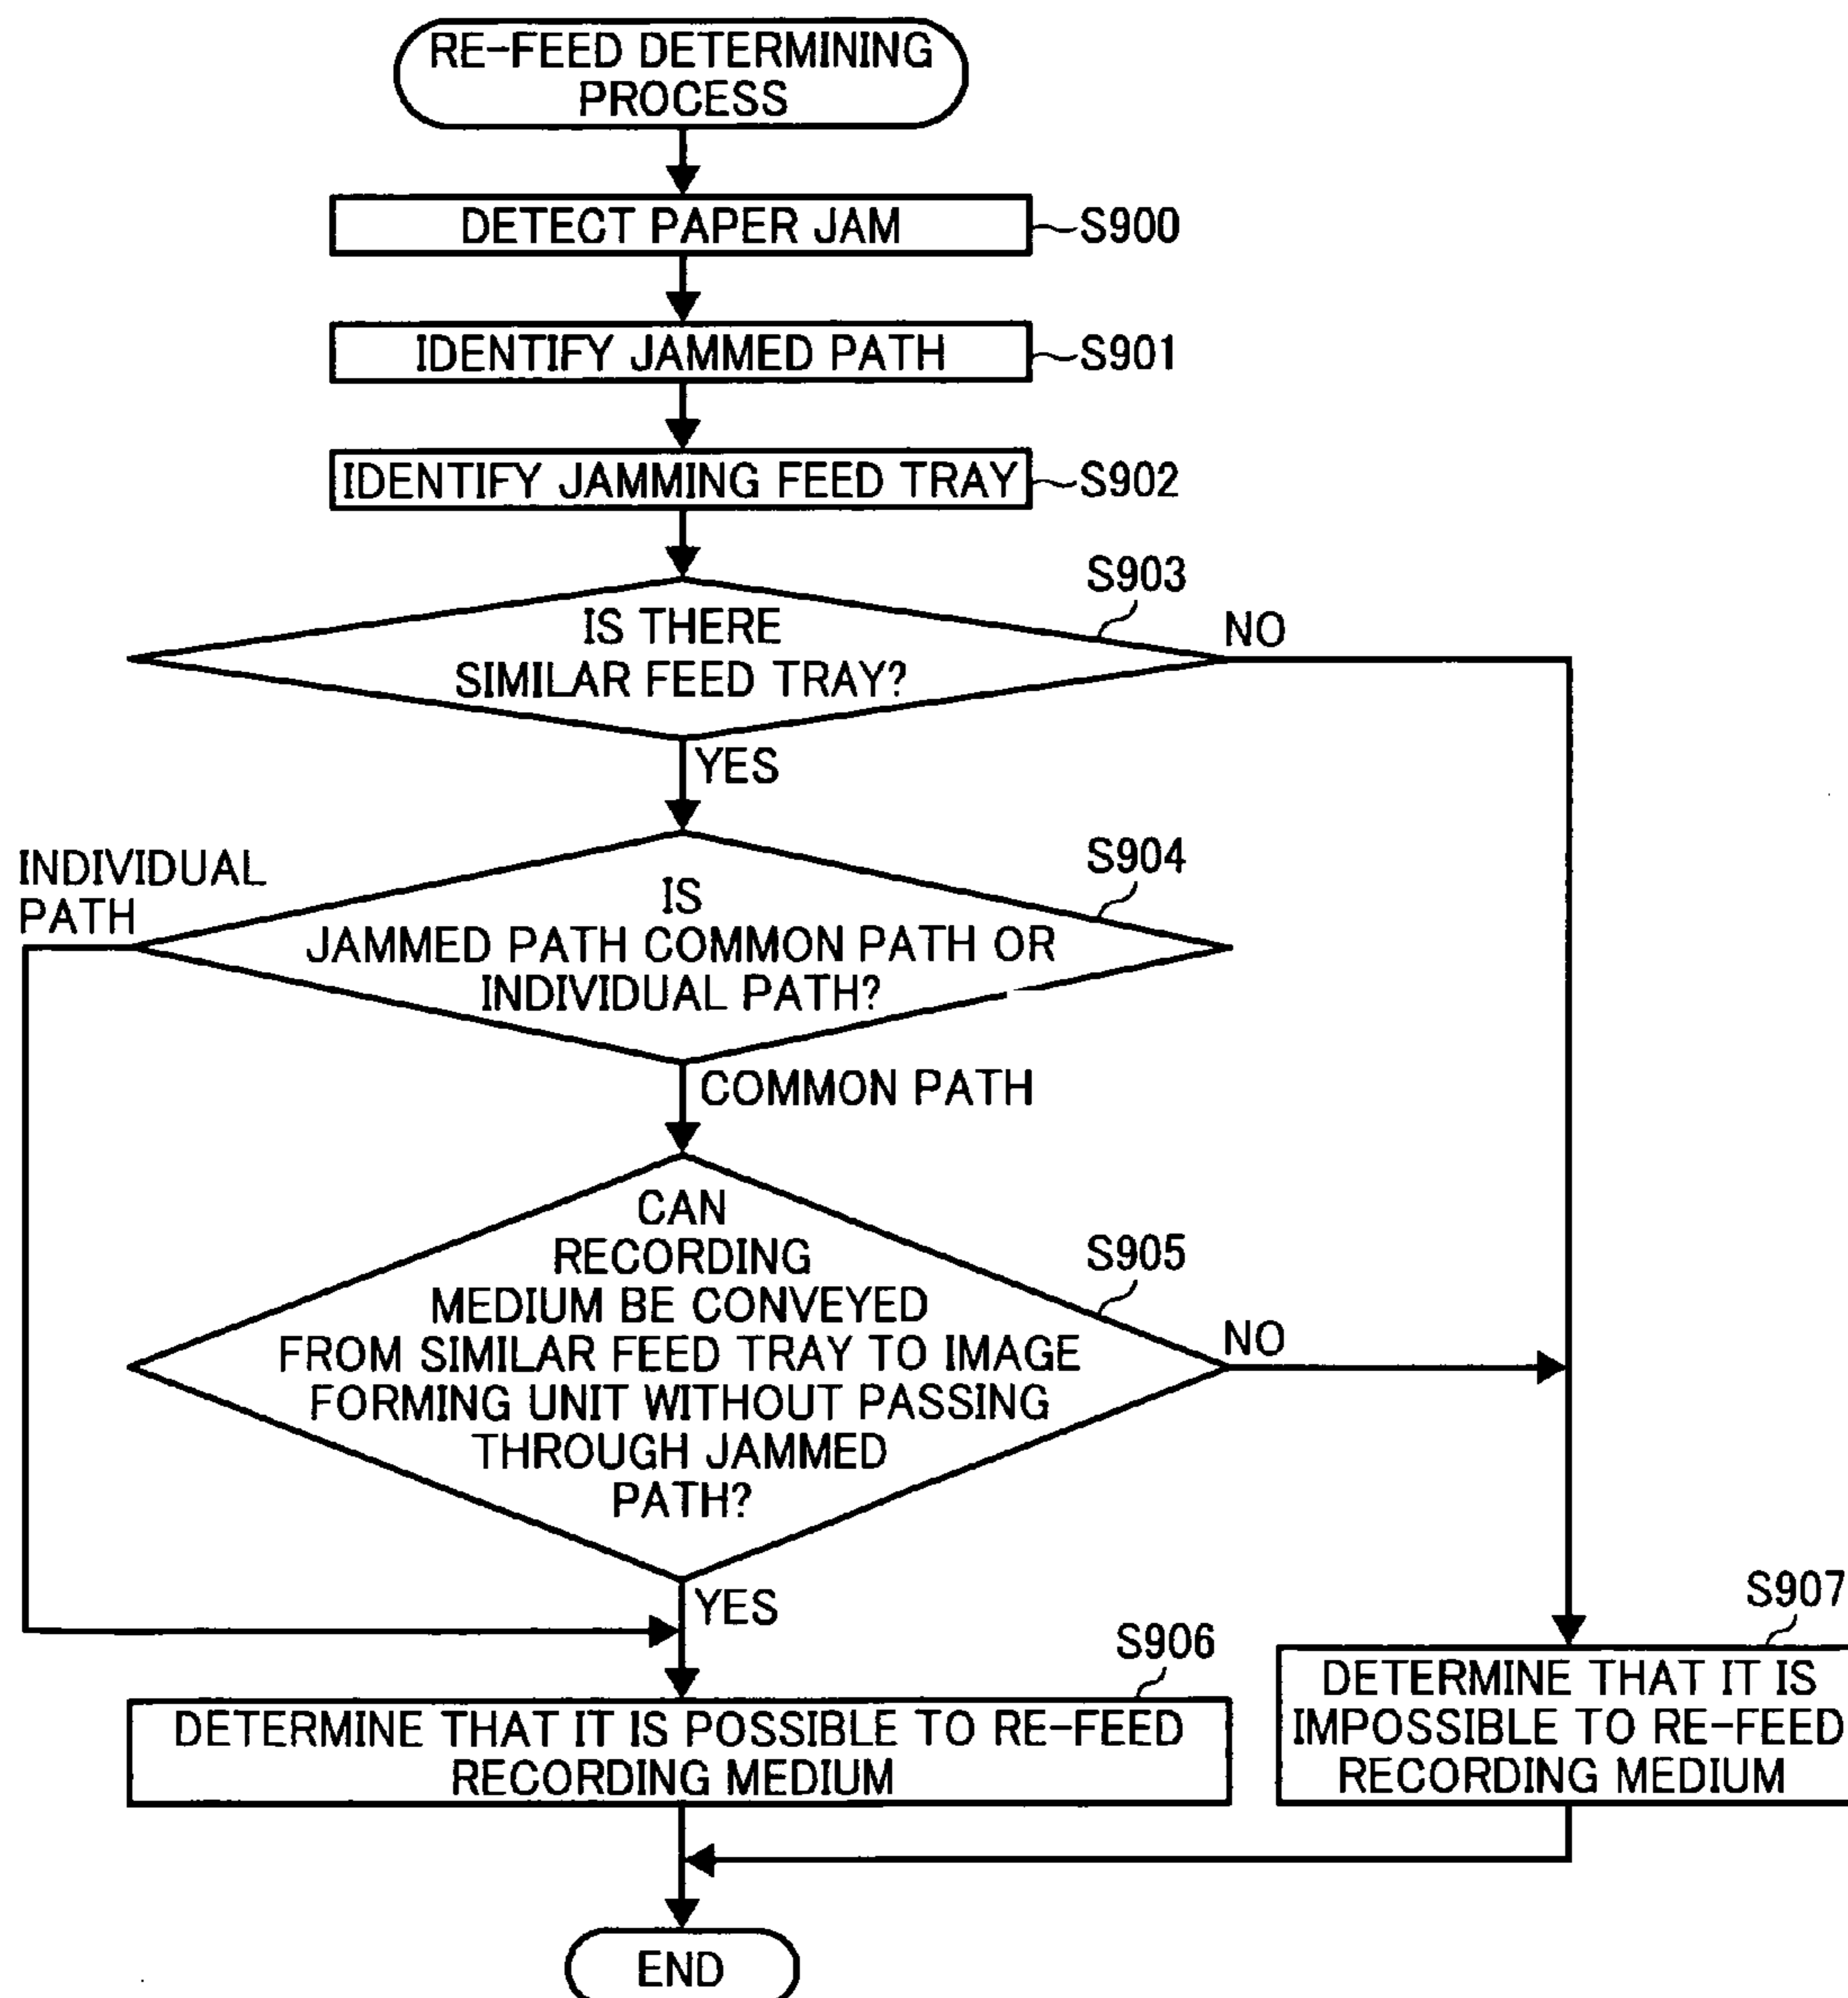 RE-FEED DETERMINING
PROCESS
DETECT PAPER JAM
S900
IDENTIFY JAMMED PATH
S901
IDENTIFY JAMMING FEED TRAY
S902
S903
IS THERE
SIMILAR FEED TRAY?
NO
YES
INDIVIDUAL
PATH
S904
IS
JAMMED PATH COMMON PATH OR
INDIVIDUAL PATH?
COMMON PATH
S905
CAN
RECORDING
MEDIUM BE CONVEYED
FROM SIMILAR FEED TRAY TO IMAGE
FORMING UNIT WITHOUT PASSING
THROUGH JAMMED
PATH?
NO
YES
S906
DETERMINE THAT IT IS POSSIBLE TO RE-FEED
RECORDING MEDIUM
S907
DETERMINE THAT IT IS
IMPOSSIBLE TO RE-FEED
RECORDING MEDIUM
END